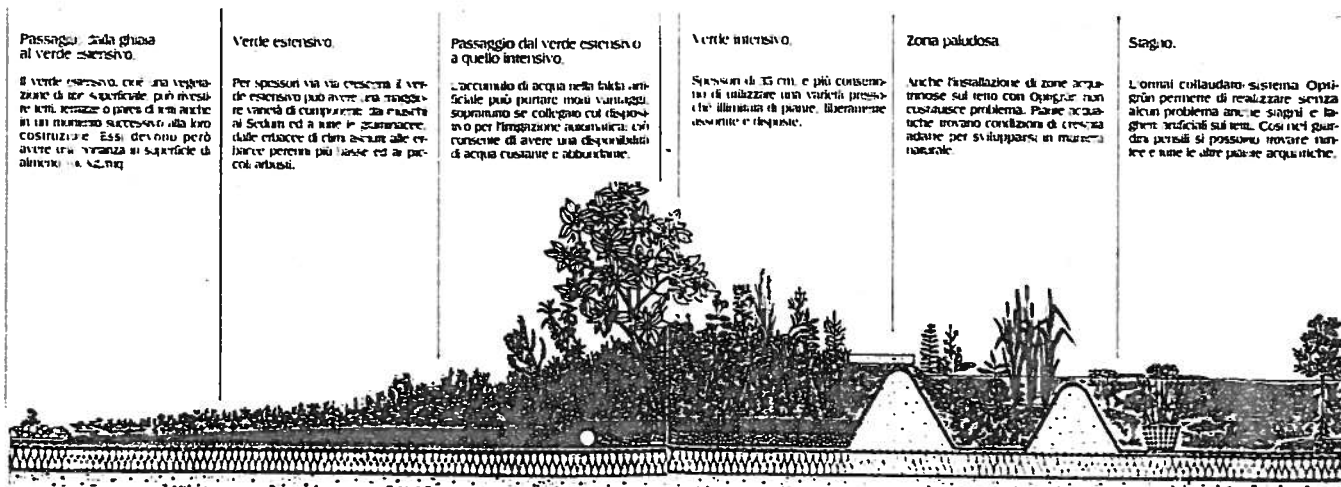 Passaggio dalla ghiaia
al verde estensivo.
Il verde estensivo, cioè una vegeta-
zione di tipo superficiale, può rivesti-
re tetti, terrazze o pareti di tetti anche
in un momento successivo alla loro
costruzione. Essi devono però
avere una portanza in superficie di
almeno kg/mq
Verde estensivo.
Per spessori via via crescenti il ver-
de estensivo può avere una maggio-
re varietà di componente: da muschi
ai Sedum ed a tutte le graminacee,
dalle erbacee di climi asciutti alle er-
bacee perenni più basse ed ai pic-
coli arbusti.
Passaggio dal verde estensivo
a quello intensivo.
L'accumulo di acqua nella falda arti-
ficiale può portare molti vantaggi,
soprattutto se collegato col disposi-
tivo per l'irrigazione automatica: ciò
consente di avere una disponibilità
di acqua costante e abbondante.
Verde intensivo.
Spessori di 35 cm. e più consento-
no di utilizzare una varietà presso-
ché illimitata di piante, liberamente
assortite e disposte.
Zona paludosa.
Anche l'installazione di zone acqui-
trinose sul tetto con Optigrün non
costituisce problema. Piante acqua-
tiche trovano condizioni di crescita
adatte per svilupparsi in maniera
naturale.
Stagno.
L'ormai collaudato sistema Opti-
grün permette di realizzare senza
alcun problema anche stagni e la-
ghetti artificiali sui tetti. Così nei giar-
dini pensili si possono trovare nin-
fee e tutte le altre piante acquatiche.